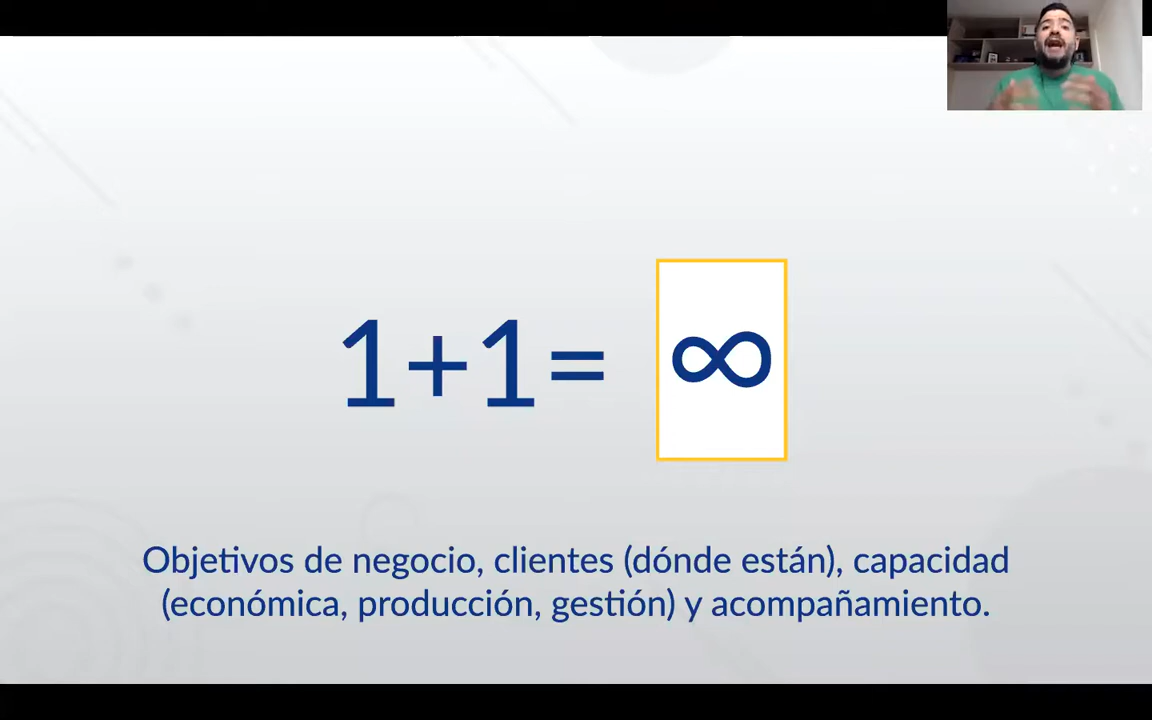 1+1= ∞
Objetivos de negocio, clientes (dónde están), capacidad
(económica, producción, gestión) y acompañamiento.